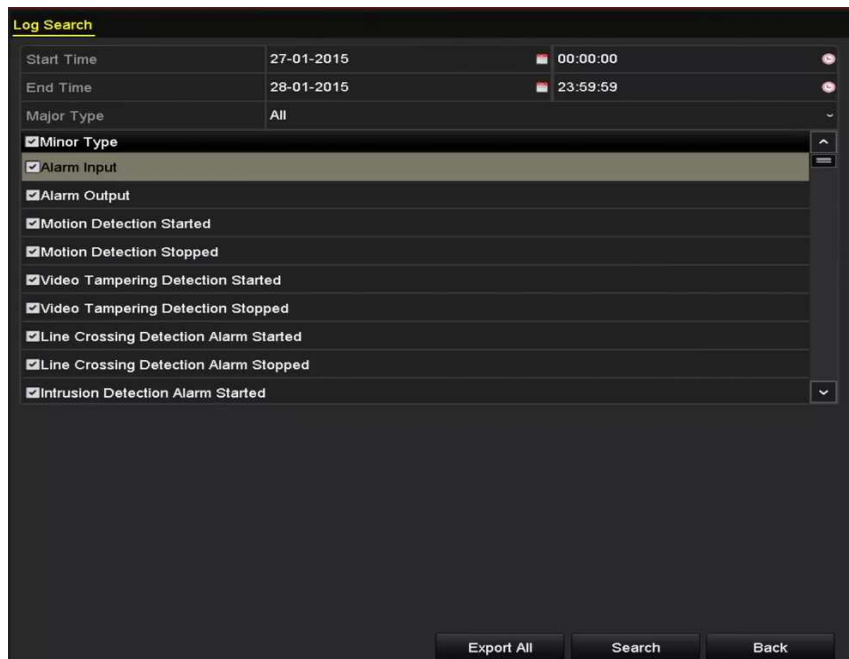 Log Search
Start Time 27-01-2015 00:00:00
End Time 28-01-2015 23:59:59
Major Type All
Minor Type
Alarm Input
Alarm Output
Motion Detection Started
Motion Detection Stopped
Video Tampering Detection Started
Video Tampering Detection Stopped
Line Crossing Detection Alarm Started
Line Crossing Detection Alarm Stopped
Intrusion Detection Alarm Started
Export All Search Back